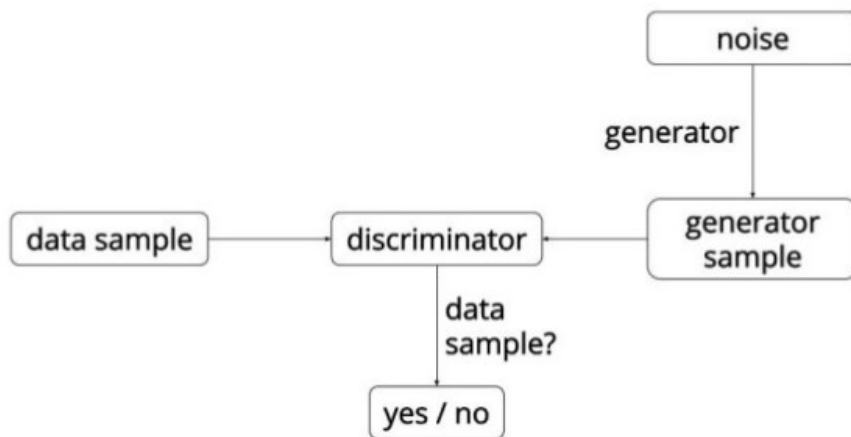 noise
generator
data sample
discriminator
generator
sample
data
sample?
yes / no